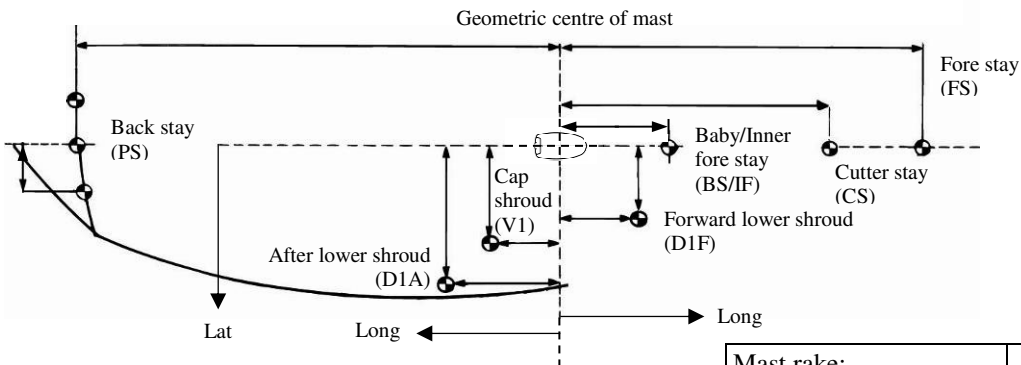 Geometric centre of mast
Fore stay
(FS)
Back stay
(PS)
Baby/Inner
fore stay
(BS/IF)
Cutter stay
(CS)
Cap
shroud
(V1)
Forward lower shroud
(D1F)
After lower shroud
(D1A)
Lat
Long
Long
Mast rake: